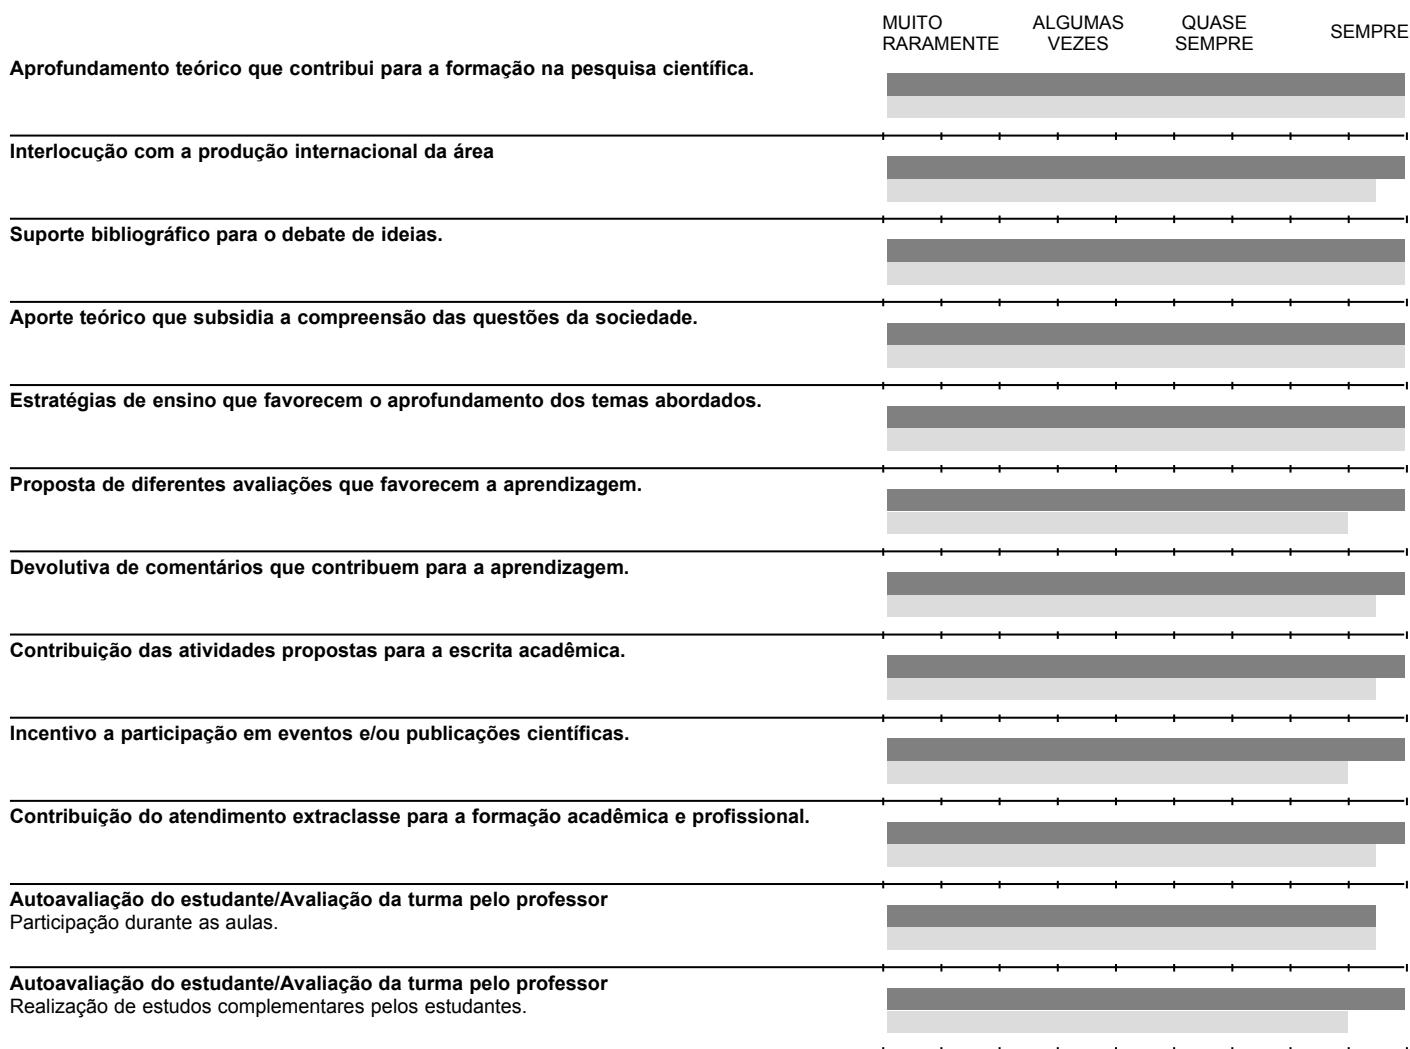 MUITO RARAMENTE
ALGUMAS VEZES
QUASE SEMPRE
SEMPRE
Aprofundamento teórico que contribui para a formação na pesquisa científica.
Interlocução com a produção internacional da área
Suporte bibliográfico para o debate de ideias.
Aporte teórico que subsidia a compreensão das questões da sociedade.
Estratégias de ensino que favorecem o aprofundamento dos temas abordados.
Proposta de diferentes avaliações que favorecem a aprendizagem.
Devolutiva de comentários que contribuem para a aprendizagem.
Contribuição das atividades propostas para a escrita acadêmica.
Incentivo a participação em eventos e/ou publicações científicas.
Contribuição do atendimento extraclasse para a formação acadêmica e profissional.
Autoavaliação do estudante/Avaliação da turma pelo professor
Participação durante as aulas.
Autoavaliação do estudante/Avaliação da turma pelo professor
Realização de estudos complementares pelos estudantes.